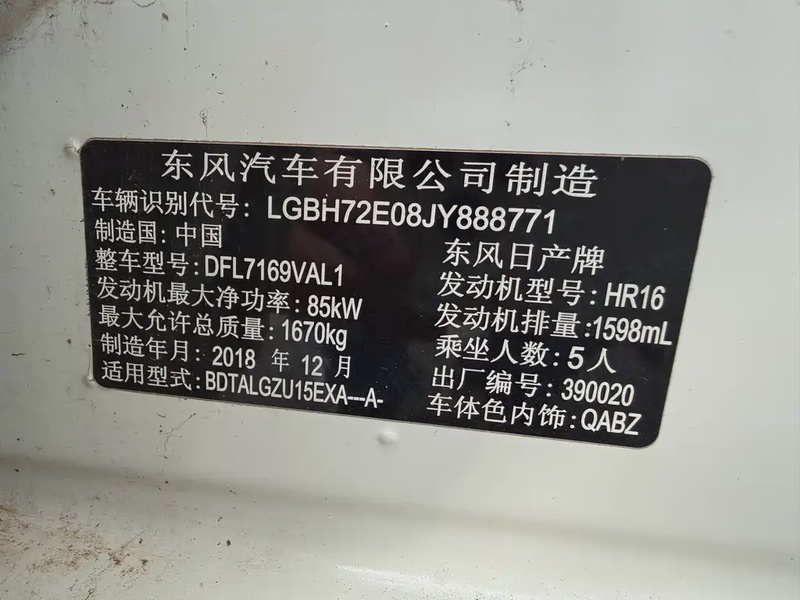 东风汽车有限公司制造
车辆识别代号: LGBH72E08JY888771
制造国: 中国
东风日产牌
整车型号: DFL7169VAL1
发动机型号: HR16
发动机最大净功率: 85kW
发动机排量: 1598mL
最大允许总质量: 1670kg
乘坐人数: 5人
制造年月: 2018 年 12 月
出厂编号: 390020
适用型式: BDTALGZU15EXA---A-
车体色内饰: QABZ